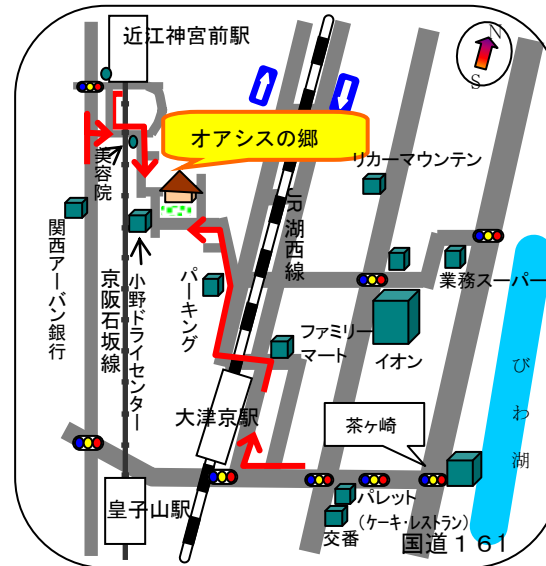 近江神宮前駅
N
S
オアシスの郷
美容院
リカーマウンテン
JR湖西線
関西アーバン銀行
京阪石坂線
小野ドライセンター
パーキング
業務スーパー
ファミリー
マート
イオン
びわ湖
大津京駅
茶ヶ崎
皇子山駅
パレット
(ケーキ・レストラン)
交番
国道161